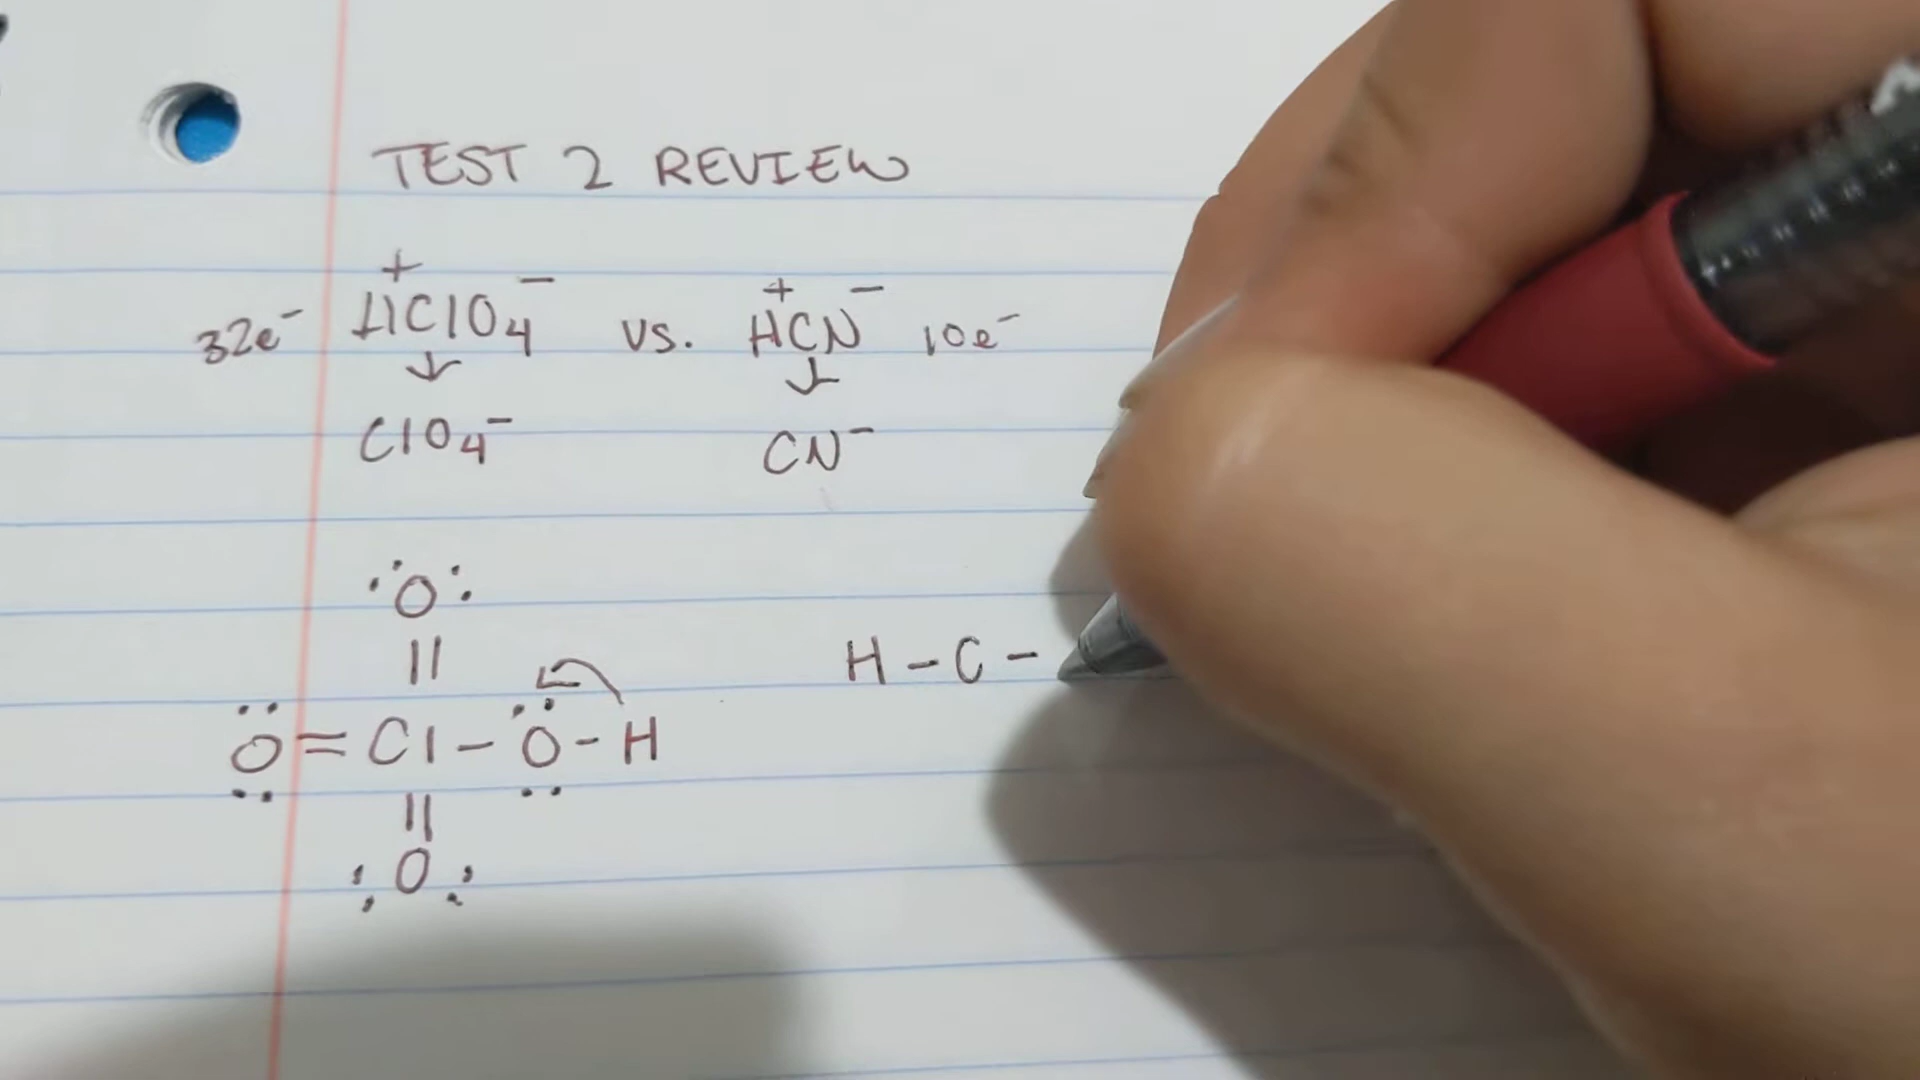 TEST 2 REVIEW
+ − + −
32e⁻ HClO₄ vs. HCN 10e⁻
↓ ↓
ClO₄⁻ CN⁻
O
||
H - C -
O = Cl - O - H
||
O